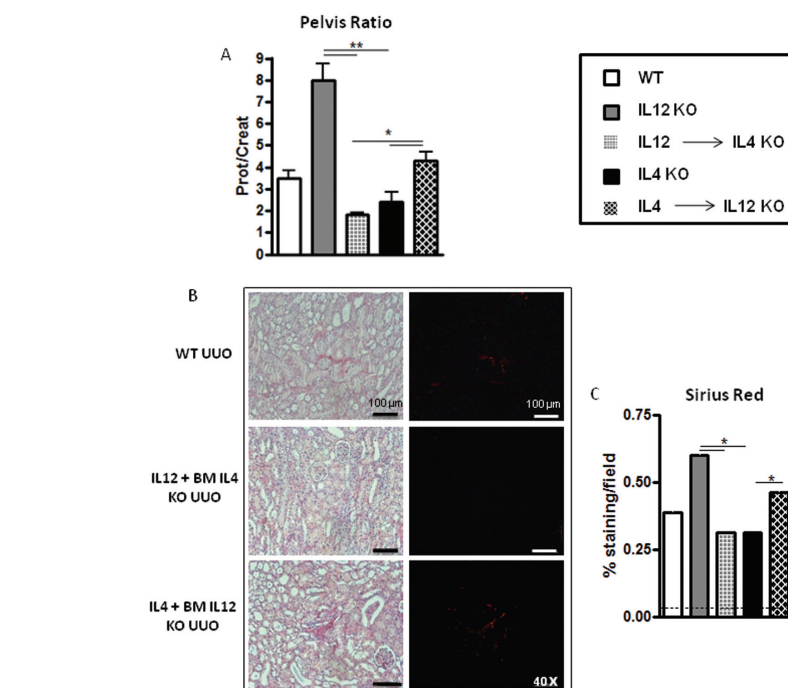 Pelvis Ratio
A
**
*
9
8
7
6
5
4
3
2
1
0
Prot/Creat
WT
IL12 KO
IL12 → IL4 KO
IL4 KO
IL4 → IL12 KO
B
WT UUO
100 µm
100 µm
IL12 + BM IL4
KO UUO
IL4 + BM IL12
KO UUO
40X
C
Sirius Red
*
*
0.75
0.50
0.25
0.00
% staining/field